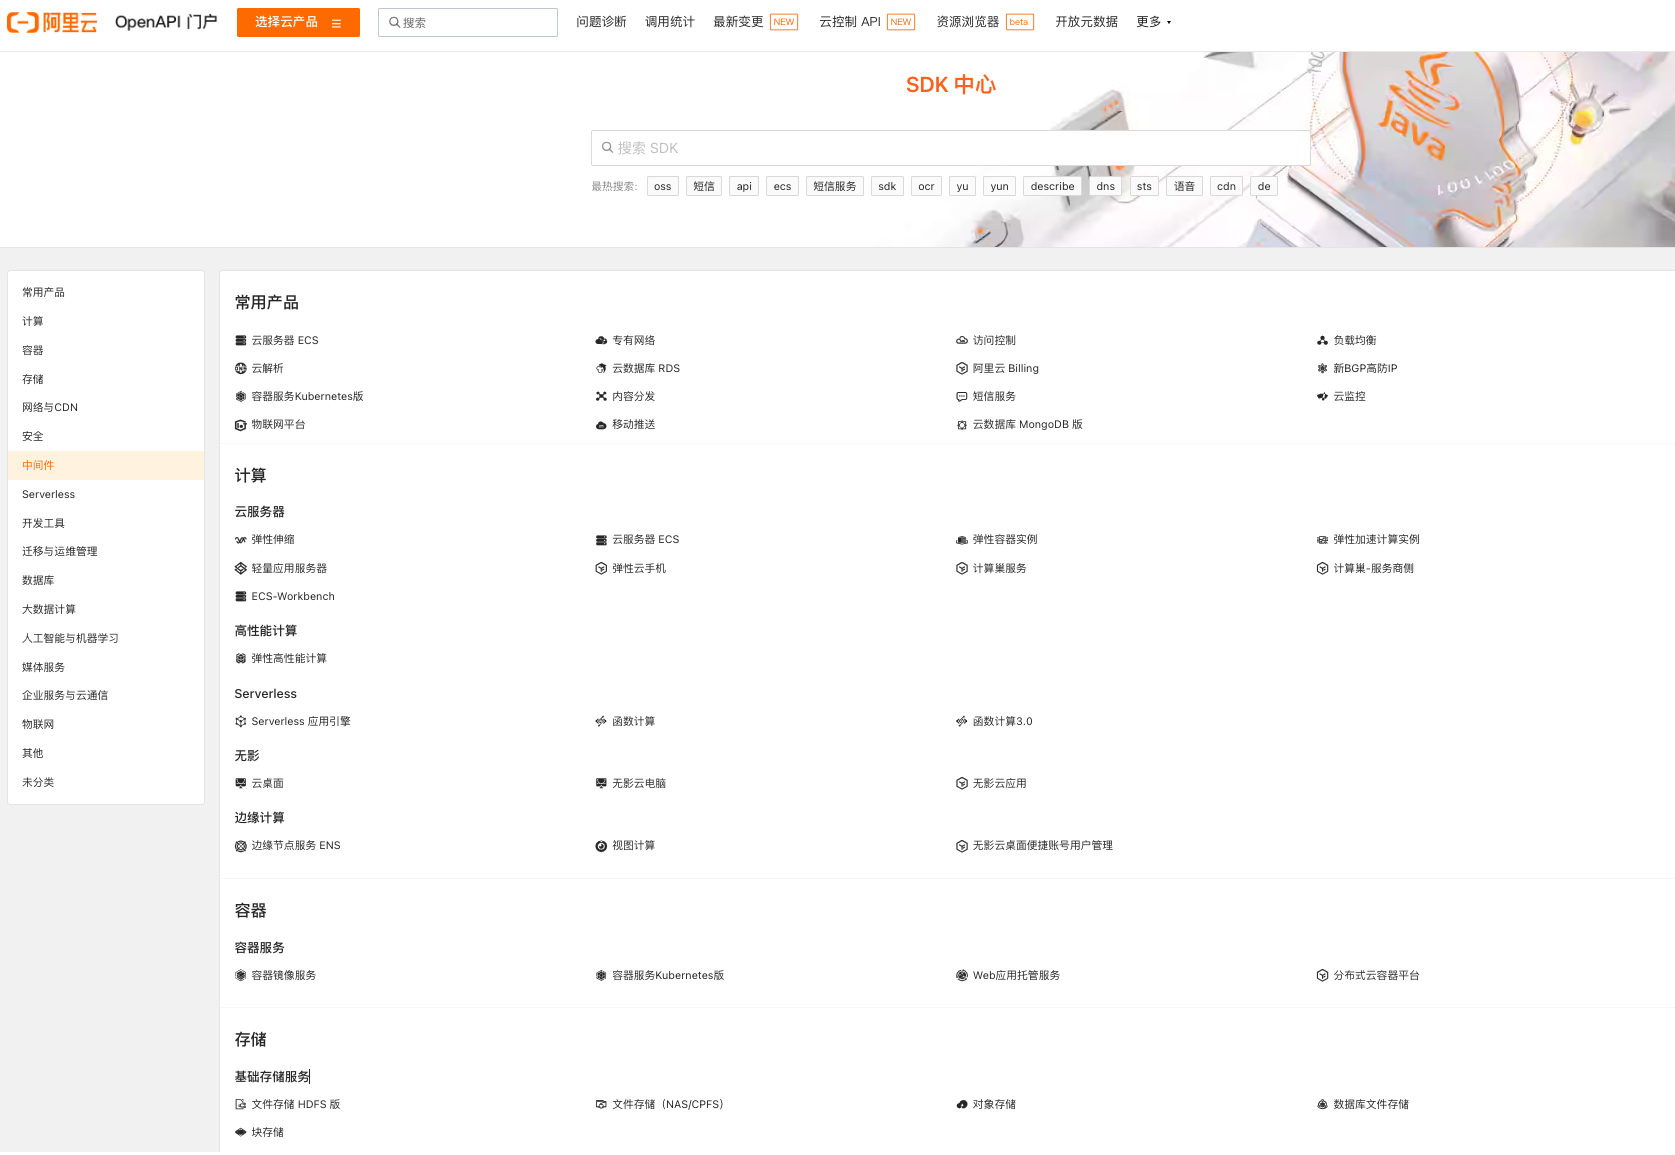 阿里云 OpenAPI 门户 选择云产品 搜索 问题诊断 调用统计 最新变更 NEW 云控制 API NEW 资源浏览器 beta 开放元数据 更多
SDK 中心
搜索 SDK
最热搜索: oss 短信 api ecs 短信服务 sdk ocr yu yun describe dns sts 语音 cdn de
Java
常用产品
计算
容器
存储
网络与CDN
安全
中间件
Serverless
开发工具
迁移与运维管理
数据库
大数据计算
人工智能与机器学习
媒体服务
企业服务与云通信
物联网
其他
未分类
常用产品
云服务器 ECS 专有网络 访问控制 负载均衡
云解析 云数据库 RDS 阿里云 Billing 新BGP高防IP
容器服务Kubernetes版 内容分发 短信服务 云监控
物联网平台 移动推送 云数据库 MongoDB 版
计算
云服务器
弹性伸缩 云服务器 ECS 弹性容器实例 弹性加速计算实例
轻量应用服务器 弹性云手机 计算巢服务 计算巢-服务商侧
ECS-Workbench
高性能计算
弹性高性能计算
Serverless
Serverless 应用引擎 函数计算 函数计算3.0
无影
云桌面 无影云电脑 无影云应用
边缘计算
边缘节点服务 ENS 视图计算 无影云桌面便捷账号用户管理
容器
容器服务
容器镜像服务 容器服务Kubernetes版 Web应用托管服务 分布式云容器平台
存储
基础存储服务
文件存储 HDFS 版 文件存储（NAS/CPFS） 对象存储 数据库文件存储
块存储